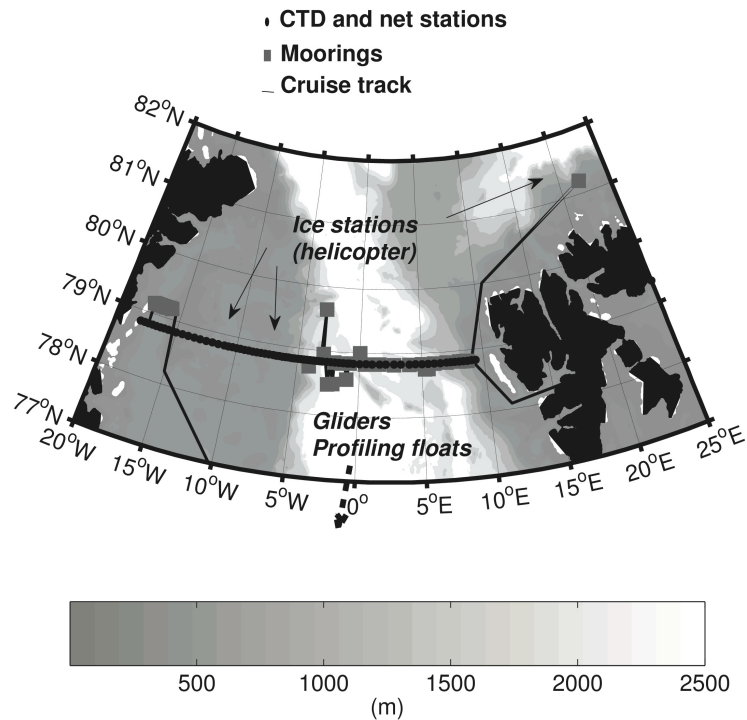 CTD and net stations
Moorings
Cruise track
82°N
81°N
80°N
79°N
78°N
77°N
Ice stations
(helicopter)
Gliders
Profiling floats
20°W
15°W
10°W
5°W
0°
5°E
10°E
15°E
20°E
25°E
500
1000
1500
2000
2500
(m)